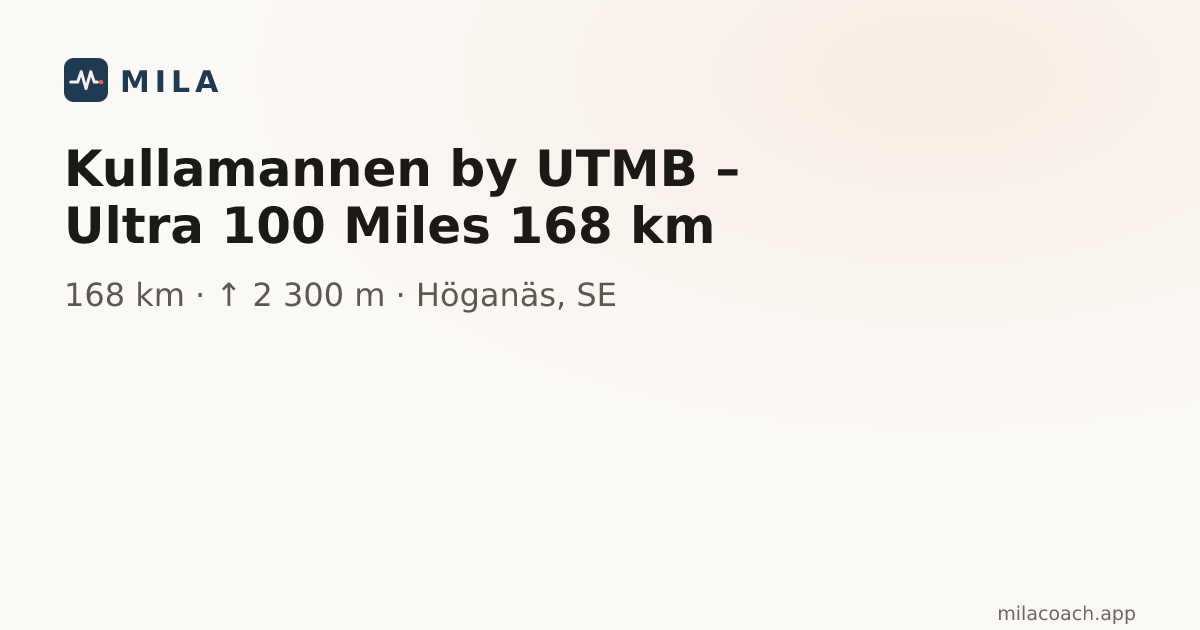 MILA
Kullamannen by UTMB –
Ultra 100 Miles 168 km
168 km · ↑ 2 300 m · Höganäs, SE
milacoach.app